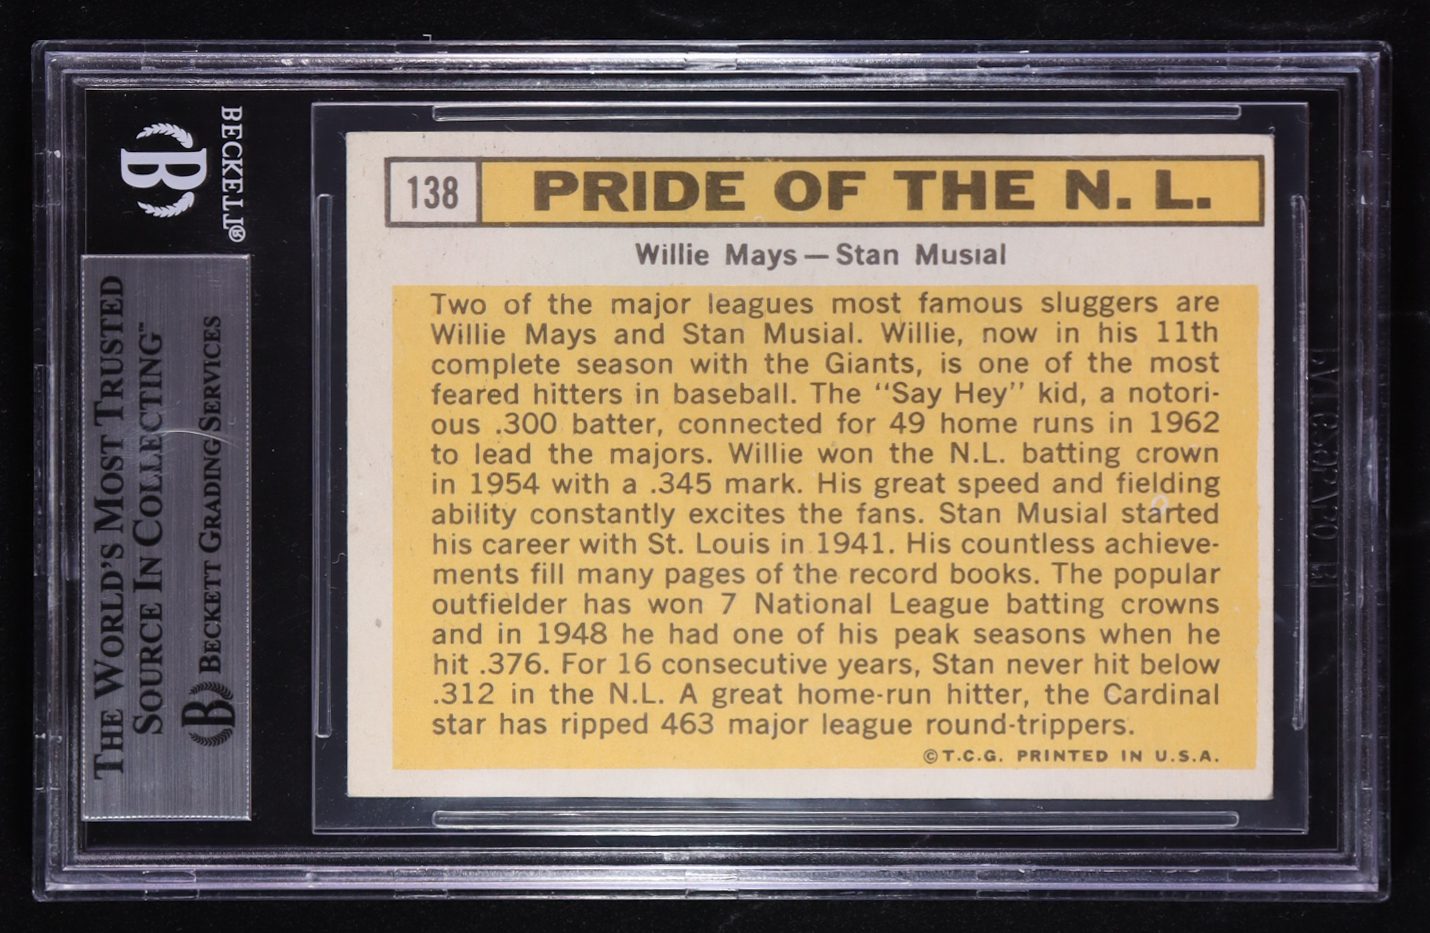 BECKETT®
B
THE WORLD'S MOST TRUSTED
SOURCE IN COLLECTING™
B BECKETT GRADING SERVICES
138
PRIDE OF THE N. L.
Willie Mays — Stan Musial
Two of the major leagues most famous sluggers are
Willie Mays and Stan Musial. Willie, now in his 11th
complete season with the Giants, is one of the most
feared hitters in baseball. The "Say Hey" kid, a notori-
ous .300 batter, connected for 49 home runs in 1962
to lead the majors. Willie won the N.L. batting crown
in 1954 with a .345 mark. His great speed and fielding
ability constantly excites the fans. Stan Musial started
his career with St. Louis in 1941. His countless achieve-
ments fill many pages of the record books. The popular
outfielder has won 7 National League batting crowns
and in 1948 he had one of his peak seasons when he
hit .376. For 16 consecutive years, Stan never hit below
.312 in the N.L. A great home-run hitter, the Cardinal
star has ripped 463 major league round-trippers.
©T.C.G. PRINTED IN U.S.A.